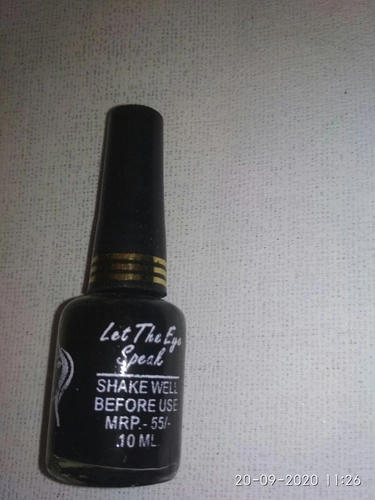 Let The Eye
Speak
SHAKE WELL
BEFORE USE
MRP.- 55/-
.10 ML
20-09-2020 11:26